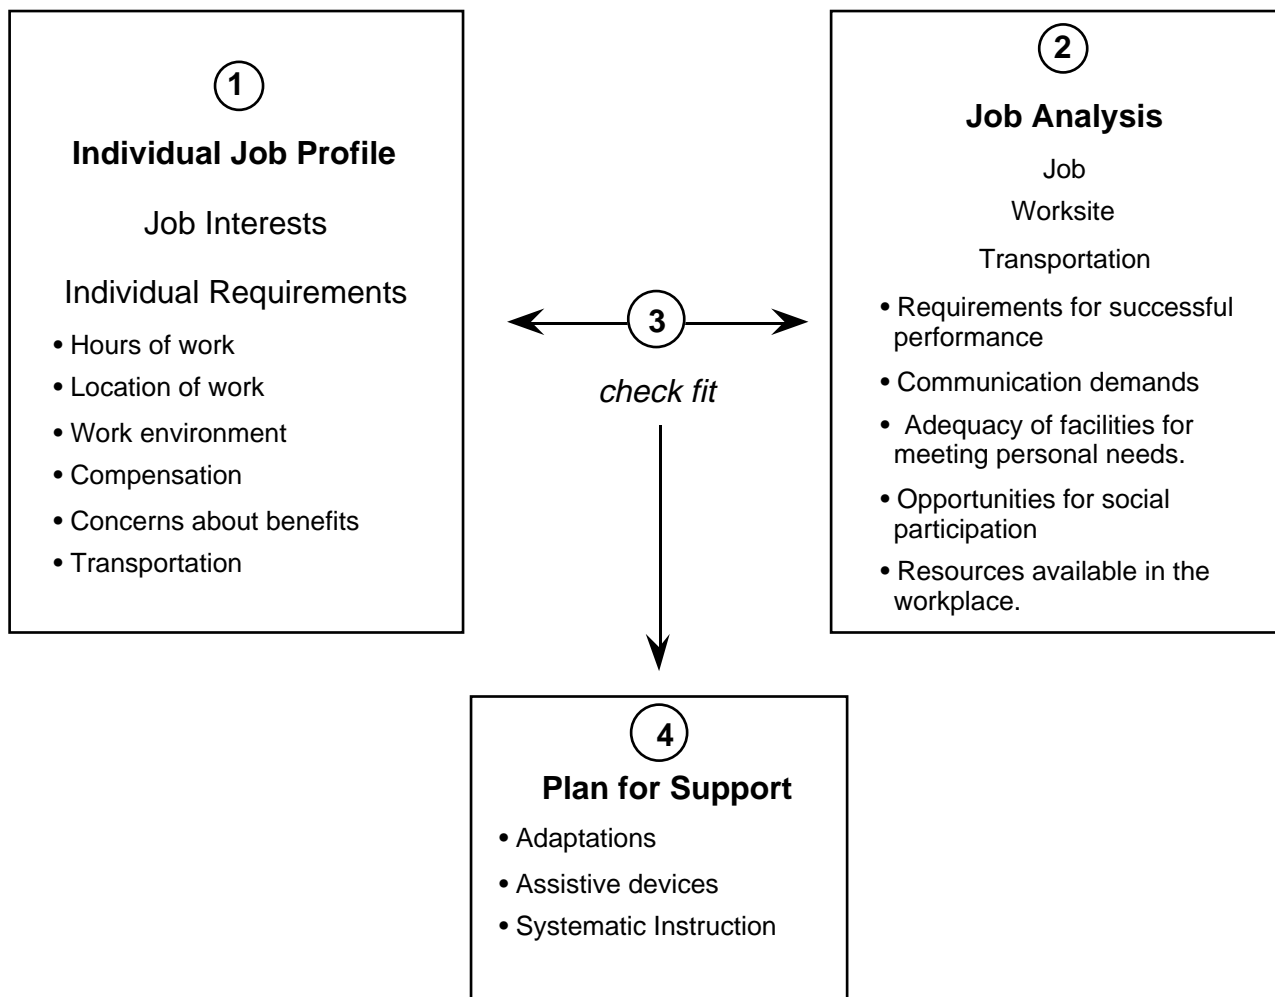 1
Individual Job Profile
Job Interests
Individual Requirements
• Hours of work
• Location of work
• Work environment
• Compensation
• Concerns about benefits
• Transportation
2
Job Analysis
Job
Worksite
Transportation
• Requirements for successful
performance
• Communication demands
• Adequacy of facilities for
meeting personal needs.
• Opportunities for social
participation
• Resources available in the
workplace.
3
check fit
4
Plan for Support
• Adaptations
• Assistive devices
• Systematic Instruction